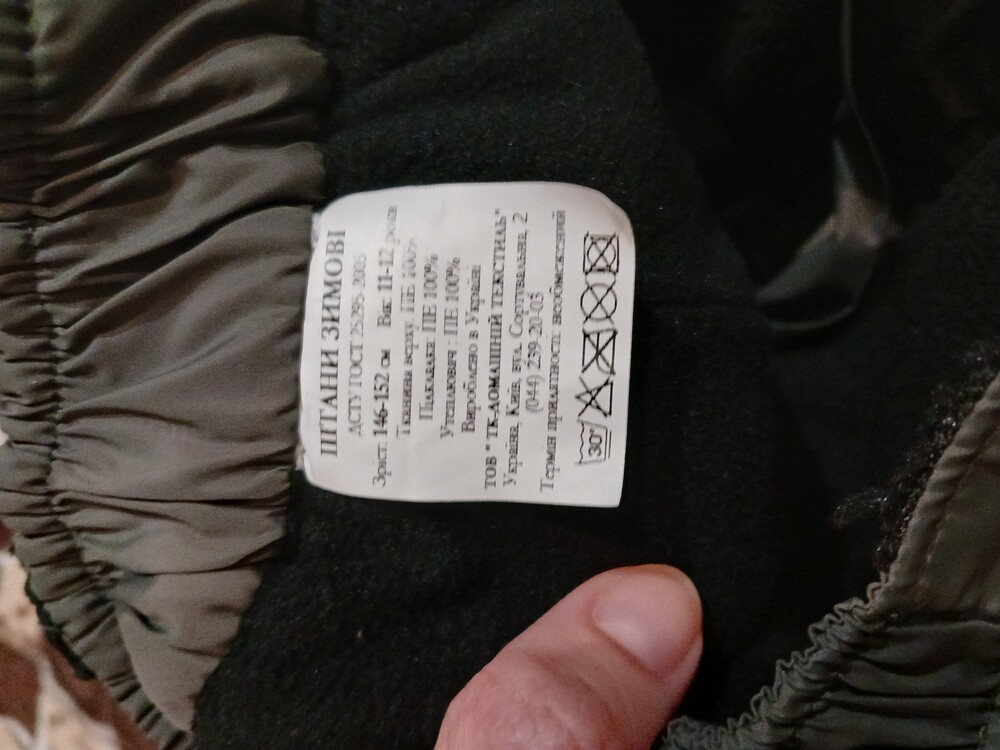 ШТАНИ ЗИМОВІ
ДСТУ ГОСТ 25295-2005
Зріст: 146-152 см Вік: 11-12 років
Тканина верху: ПЕ 100%
Підкладка: ПЕ 100%
Утеплювач : ПЕ 100%
Вироблено в Україні
ТОВ "ТК-ДОМАШНІЙ ТЕКСТИЛЬ"
Україна, Київ, вул. Сортувальна, 2
(044) 239-20-03
Термін придатності: необмежений
30°